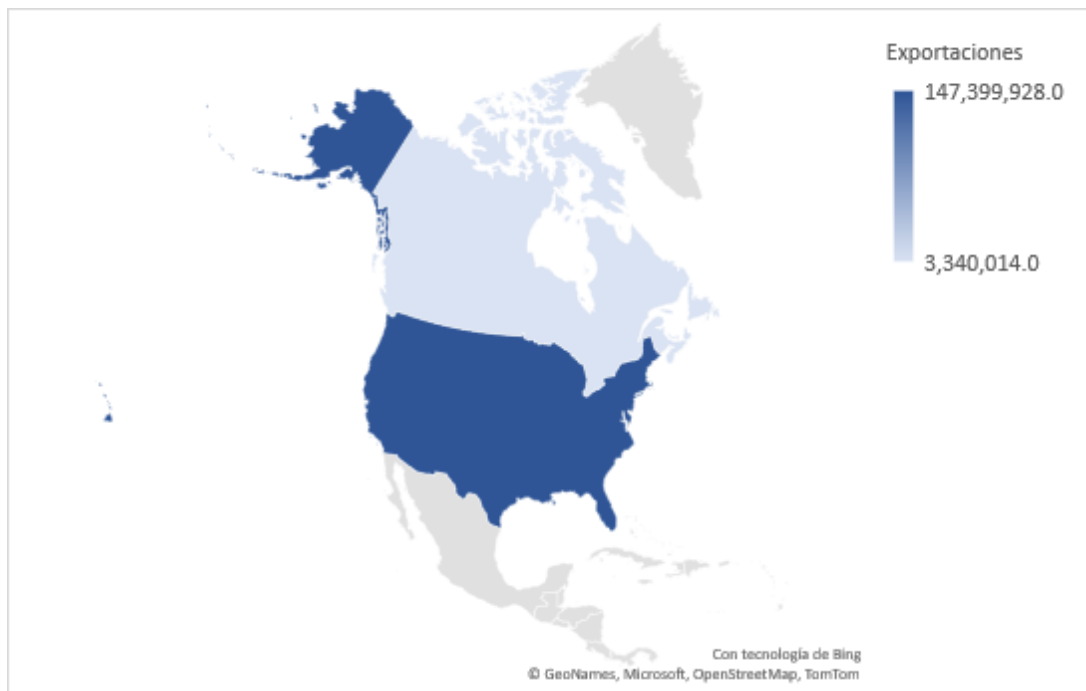 Exportaciones
147,399,928.0
3,340,014.0
Con tecnología de Bing
© GeoNames, Microsoft, OpenStreetMap, TomTom